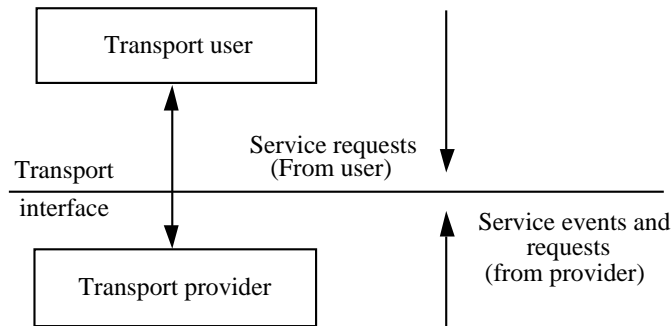 Transport user
Service requests
(From user)
Transport
interface
Service events and
requests
(from provider)
Transport provider